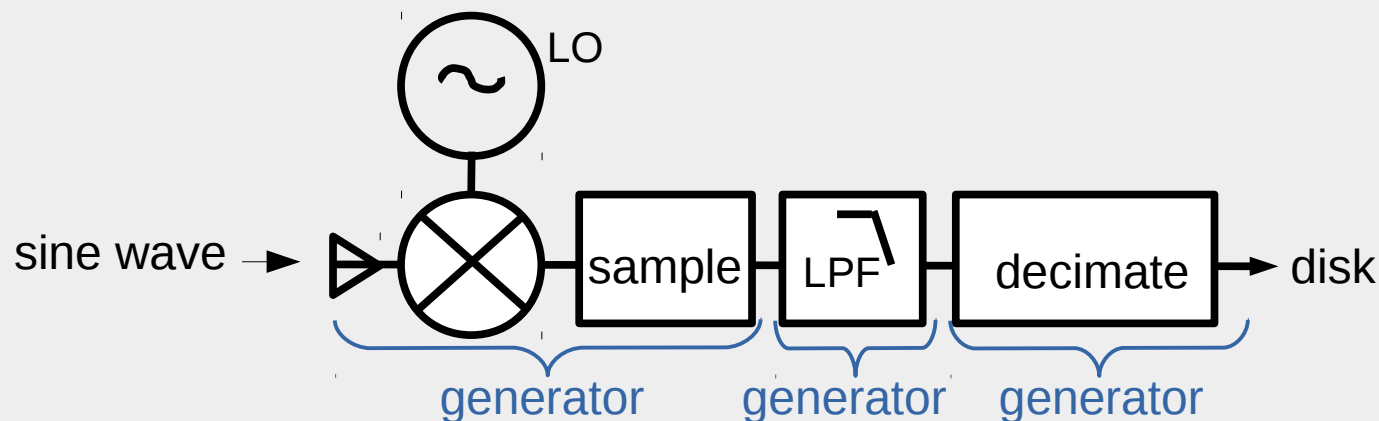 LO
sine wave
sample
LPF
decimate
disk
generator
generator
generator